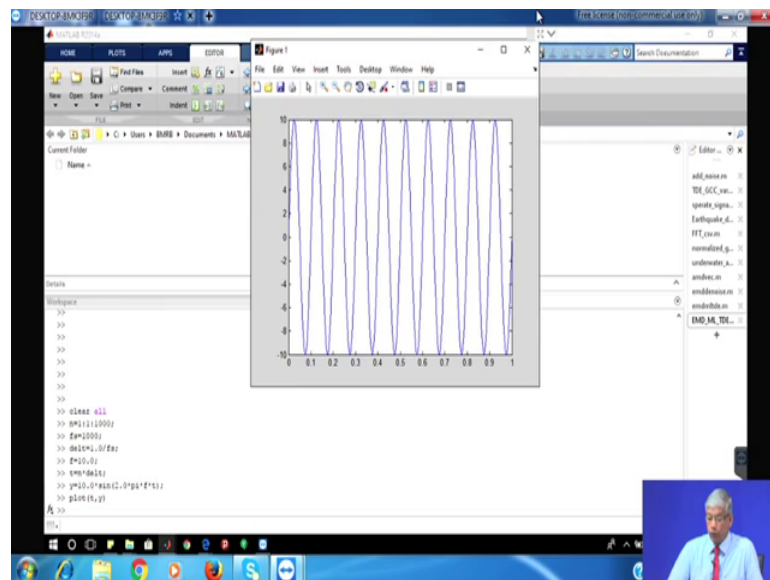 DESKTOP-BMK3F9R DESKTOP-BMK3F9R Free license (non-commercial use only)
MATLAB R2014a
HOME PLOTS APPS EDITOR
Search Documentation
New Open Save
Find Files
Compare
Print
Insert
Comment
Indent
FILE
EDIT
C: Users BMRB Documents MATLAB
Current Folder
Name
Details
Workspace
Figure 1
File Edit View Insert Tools Desktop Window Help
10
8
6
4
2
0
-2
-4
-6
-8
-10
0 0.1 0.2 0.3 0.4 0.5 0.6 0.7 0.8 0.9 1
Editor
add_noise.m
TDE_GCC_var...
sperate_signa...
Earthquake_d...
FFT_csv.m
normalized_g...
underwater_a...
amdvec.m
emddenoise.m
emdmltde.m
EMD_ML_TDE...
>>
>>
>>
>>
>>
>>
>>
>>
>> clear all
>> n=1:1:1000;
>> fs=1000;
>> delt=1.0/fs;
>> f=10.0;
>> t=n*delt;
>> y=10.0*sin(2.0*pi*f*t);
>> plot(t,y)
fx >>